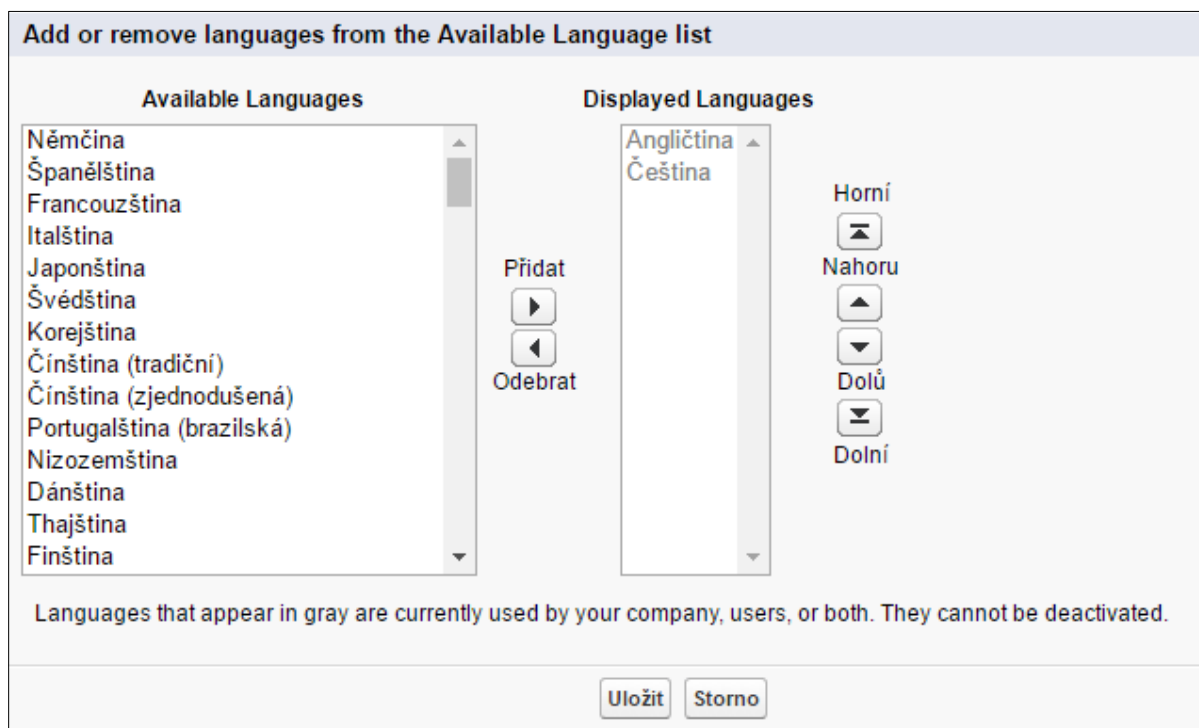 Add or remove languages from the Available Language list
Available Languages
Displayed Languages
Němčina
Španělština
Francouzština
Italština
Japonština
Švédština
Korejština
Čínština (tradiční)
Čínština (zjednodušená)
Portugalština (brazilská)
Nizozemština
Dánština
Thajština
Finština
Přidat
Odebrat
Angličtina
Čeština
Horní
Nahoru
Dolů
Dolní
Languages that appear in gray are currently used by your company, users, or both. They cannot be deactivated.
Uložit
Storno